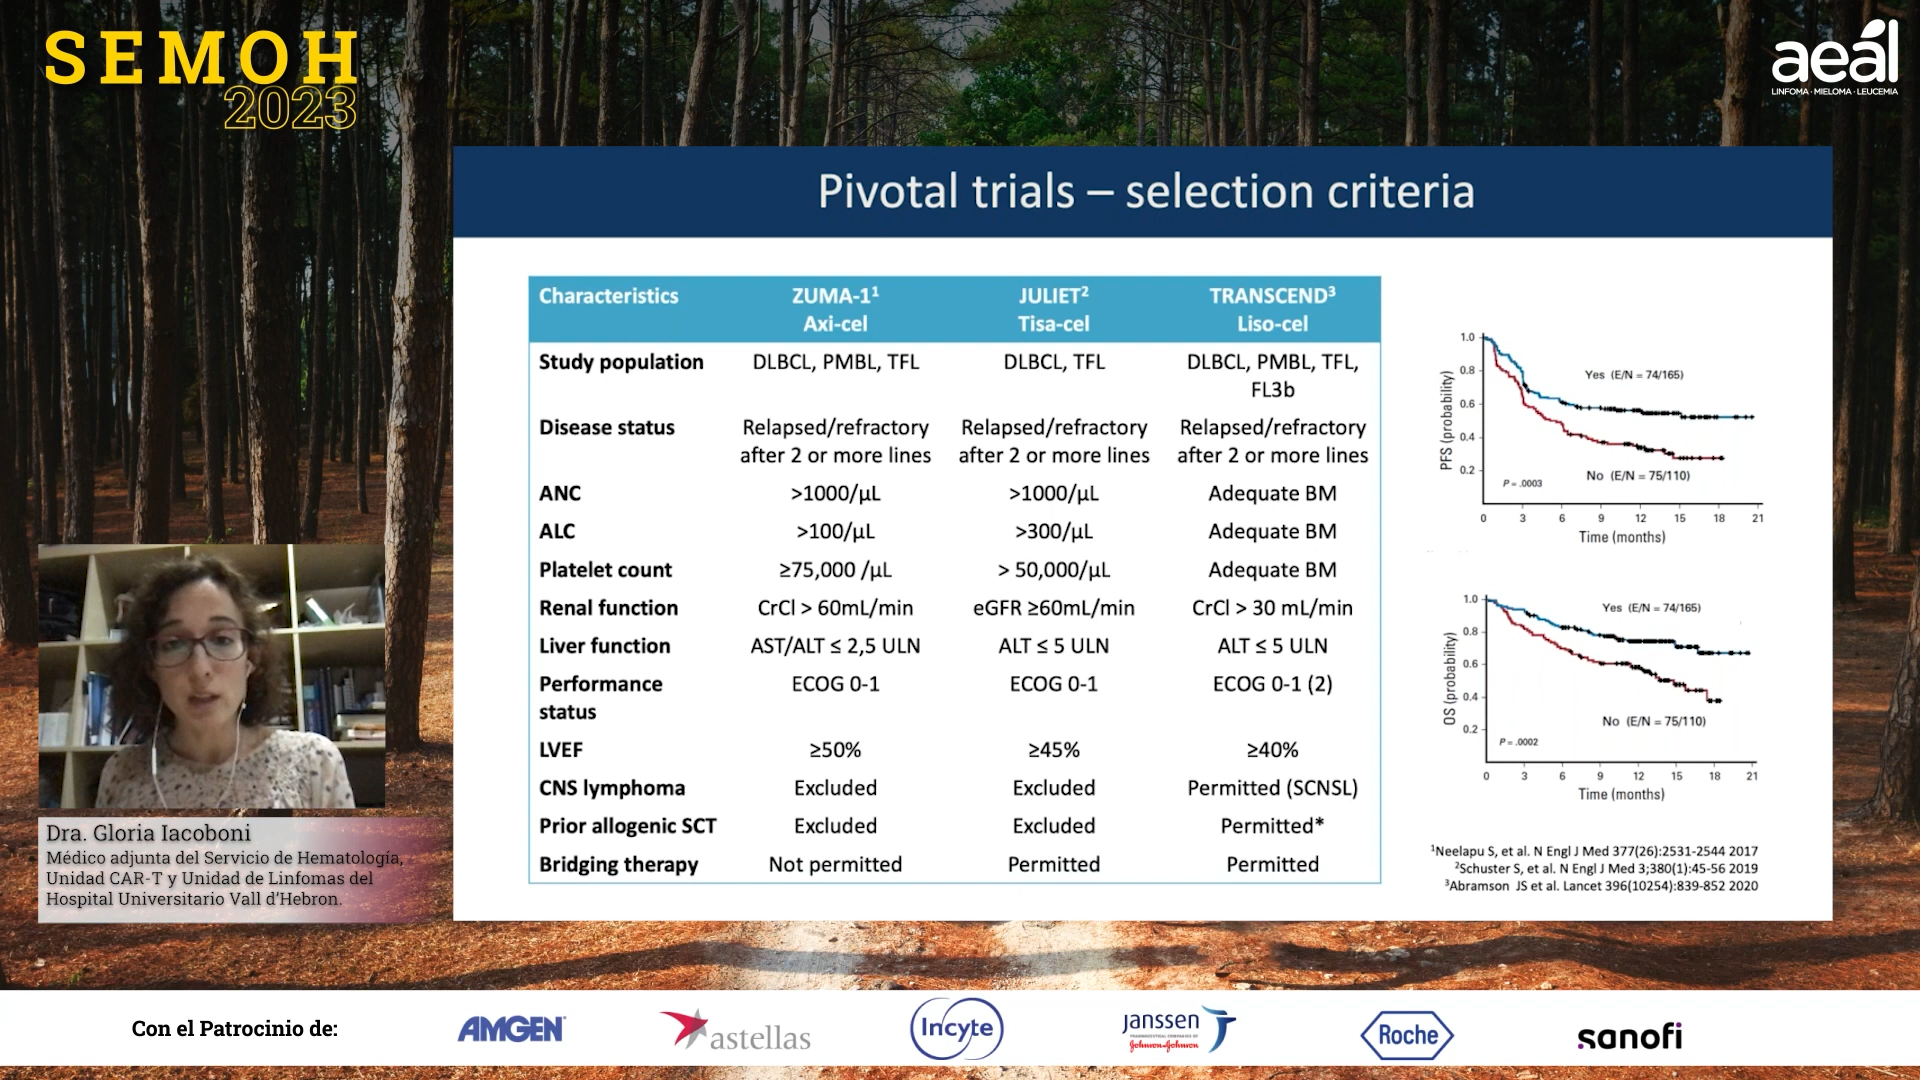 SEMOH
2023
aeál
LINFOMA · MIELOMA · LEUCEMIA
Pivotal trials – selection criteria
Characteristics ZUMA-1¹ JULIET² TRANSCEND³
Axi-cel Tisa-cel Liso-cel
Study population DLBCL, PMBL, TFL DLBCL, TFL DLBCL, PMBL, TFL,
FL3b
Disease status Relapsed/refractory Relapsed/refractory Relapsed/refractory
after 2 or more lines after 2 or more lines after 2 or more lines
ANC >1000/µL >1000/µL Adequate BM
ALC >100/µL >300/µL Adequate BM
Platelet count ≥75,000 /µL > 50,000/µL Adequate BM
Renal function CrCl > 60mL/min eGFR ≥60mL/min CrCl > 30 mL/min
Liver function AST/ALT ≤ 2,5 ULN ALT ≤ 5 ULN ALT ≤ 5 ULN
Performance ECOG 0-1 ECOG 0-1 ECOG 0-1 (2)
status
LVEF ≥50% ≥45% ≥40%
CNS lymphoma Excluded Excluded Permitted (SCNSL)
Prior allogenic SCT Excluded Excluded Permitted*
Bridging therapy Not permitted Permitted Permitted
PFS (probability)
1.0
0.8
0.6
0.4
0.2
Yes (E/N = 74/165)
No (E/N = 75/110)
P = .0003
0 3 6 9 12 15 18 21
Time (months)
OS (probability)
1.0
0.8
0.6
0.4
0.2
Yes (E/N = 74/165)
No (E/N = 75/110)
P = .0002
0 3 6 9 12 15 18 21
Time (months)
¹Neelapu S, et al. N Engl J Med 377(26):2531-2544 2017
²Schuster S, et al. N Engl J Med 3;380(1):45-56 2019
³Abramson JS et al. Lancet 396(10254):839-852 2020
Dra. Gloria Iacoboni
Médico adjunta del Servicio de Hematología,
Unidad CAR-T y Unidad de Linfomas del
Hospital Universitario Vall d'Hebron.
Con el Patrocinio de:
AMGEN
astellas
Incyte
janssen
PHARMACEUTICAL COMPANIES OF
Johnson & Johnson
Roche
sanofi